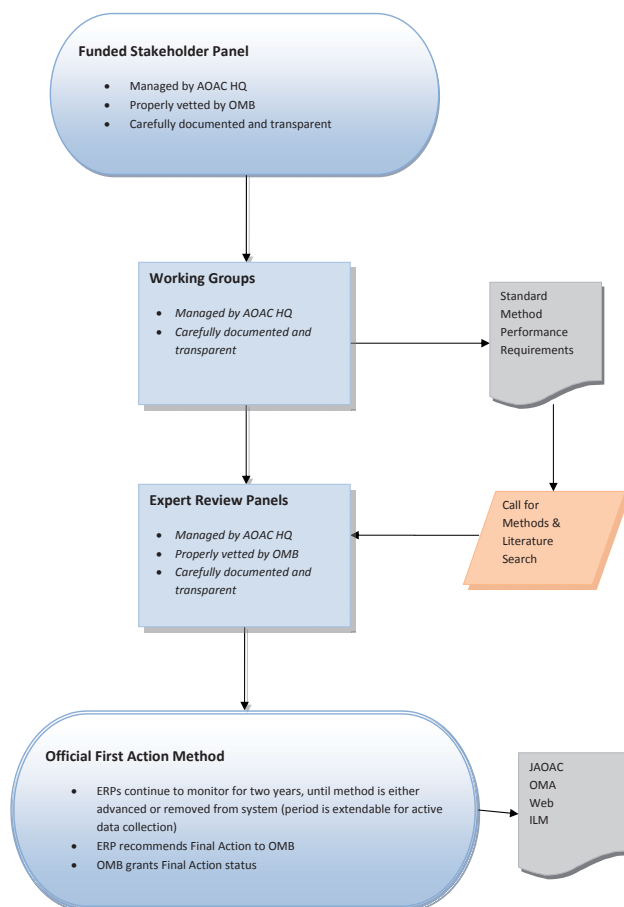 Funded Stakeholder Panel
• Managed by AOAC HQ
• Properly vetted by OMB
• Carefully documented and transparent
Working Groups
• Managed by AOAC HQ
• Carefully documented and
transparent
Standard
Method
Performance
Requirements
Expert Review Panels
• Managed by AOAC HQ
• Properly vetted by OMB
• Carefully documented and
transparent
Call for
Methods &
Literature
Search
Official First Action Method
• ERPs continue to monitor for two years, until method is either
advanced or removed from system (period is extendable for active
data collection)
• ERP recommends Final Action to OMB
• OMB grants Final Action status
JAOAC
OMA
Web
ILM